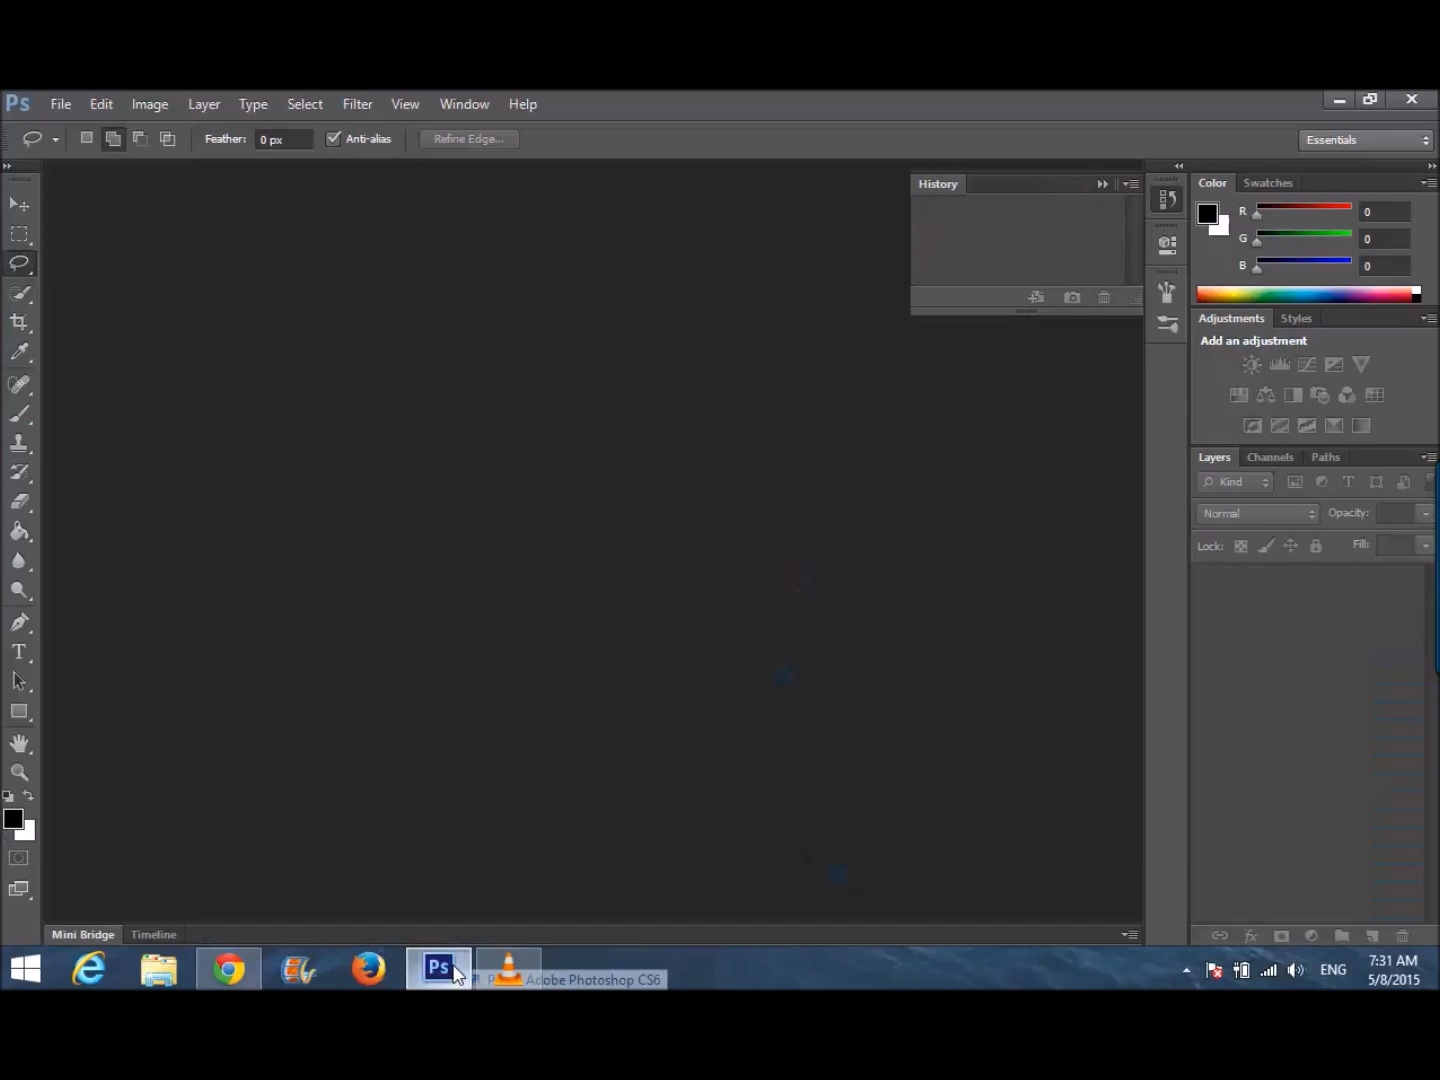 Ps File Edit Image Layer Type Select Filter View Window Help
Feather: 0 px Anti-alias Refine Edge... Essentials
History
Color Swatches
R 0
G 0
B 0
Adjustments Styles
Add an adjustment
Layers Channels Paths
Kind
Normal Opacity:
Lock: Fill:
Mini Bridge Timeline
Ps
Adobe Photoshop CS6
ENG
7:31 AM
5/8/2015